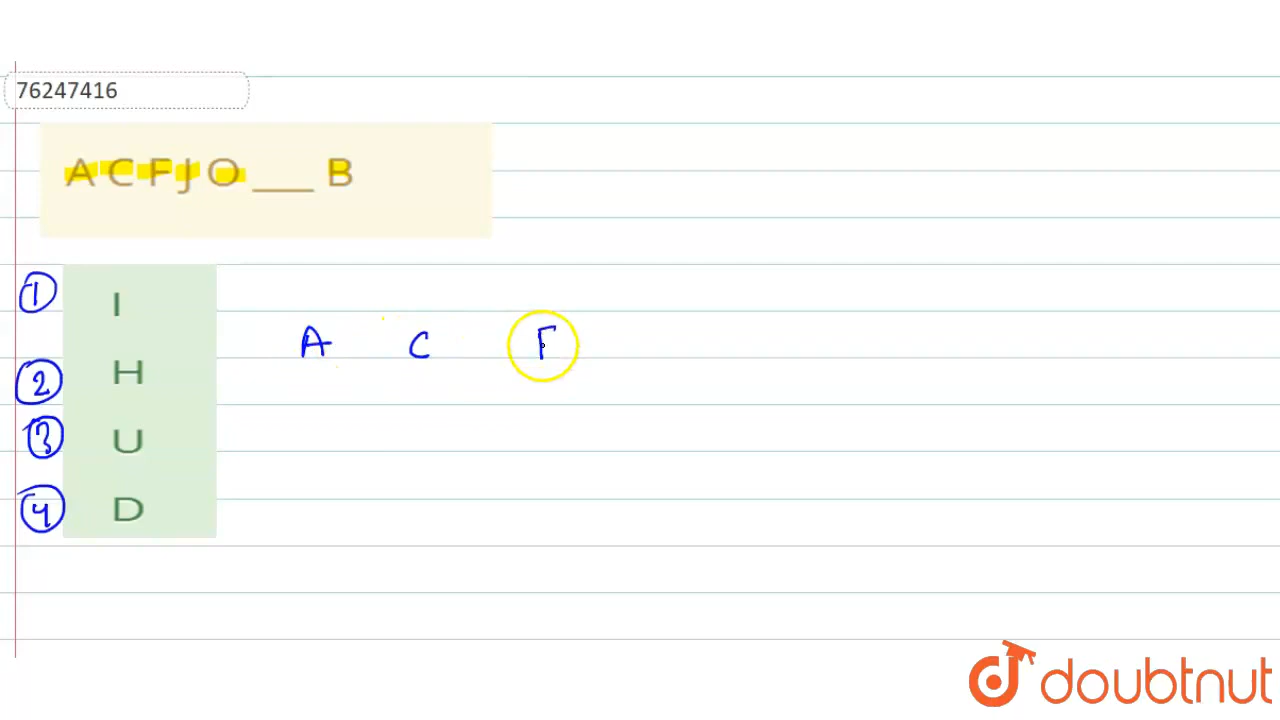 76247416
A C F J O ___ B
① I
② H
③ U
④ D
A C F
doubtnut